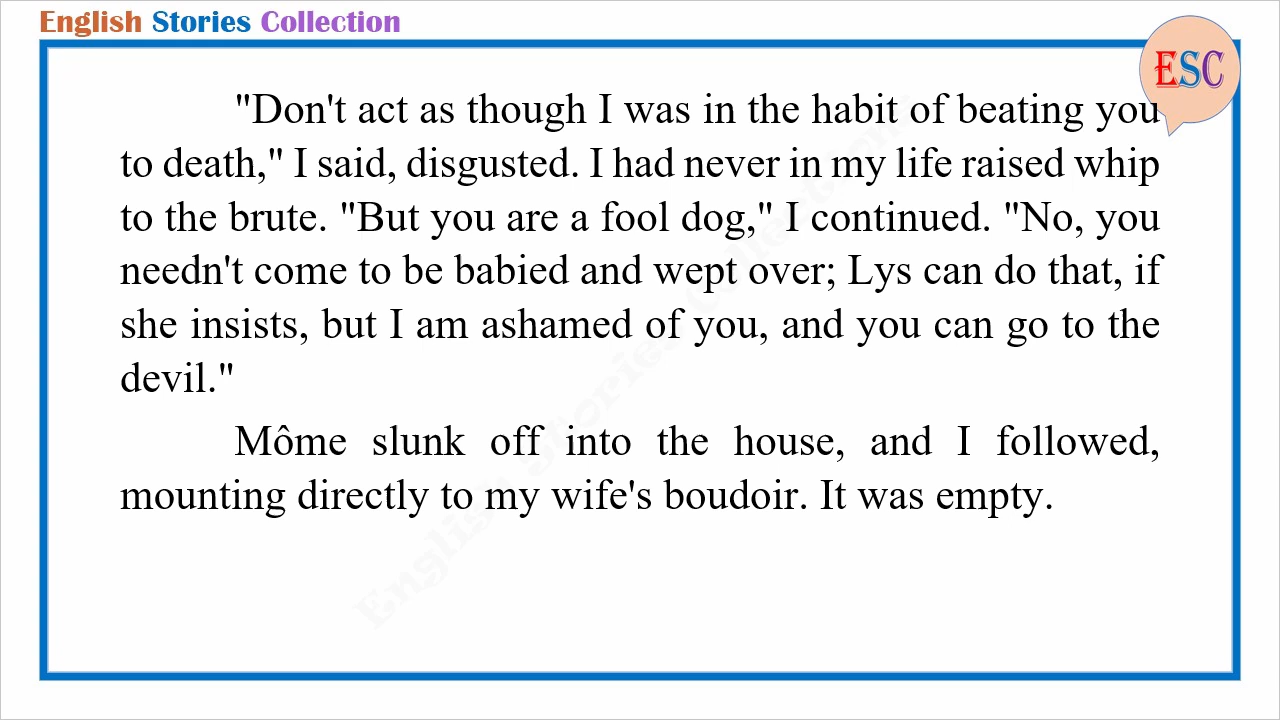 English Stories Collection
ESC
"Don't act as though I was in the habit of beating you
to death," I said, disgusted. I had never in my life raised whip
to the brute. "But you are a fool dog," I continued. "No, you
needn't come to be babied and wept over; Lys can do that, if
she insists, but I am ashamed of you, and you can go to the
devil."
Môme slunk off into the house, and I followed,
mounting directly to my wife's boudoir. It was empty.
English Stories Collections